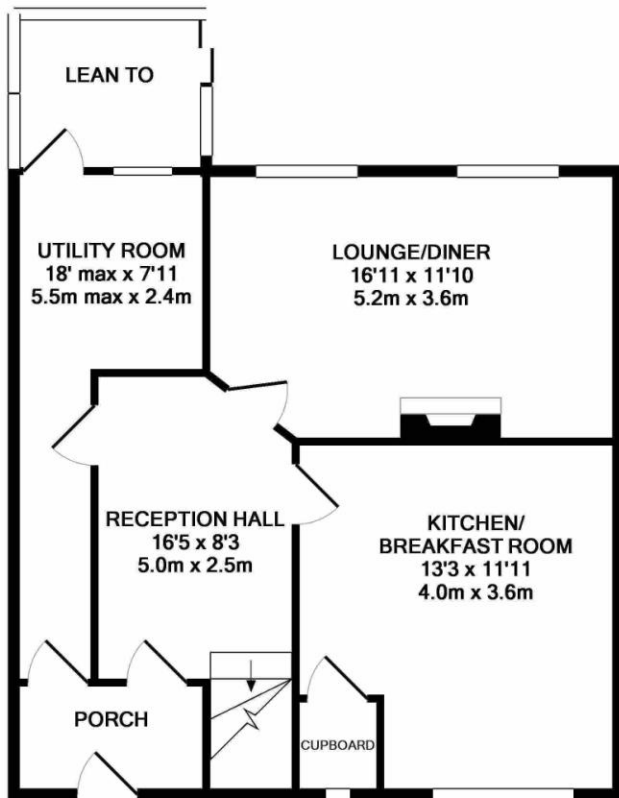 LEAN TO
UTILITY ROOM
18' max x 7'11
5.5m max x 2.4m
LOUNGE/DINER
16'11 x 11'10
5.2m x 3.6m
RECEPTION HALL
16'5 x 8'3
5.0m x 2.5m
KITCHEN/
BREAKFAST ROOM
13'3 x 11'11
4.0m x 3.6m
PORCH
CUPBOARD